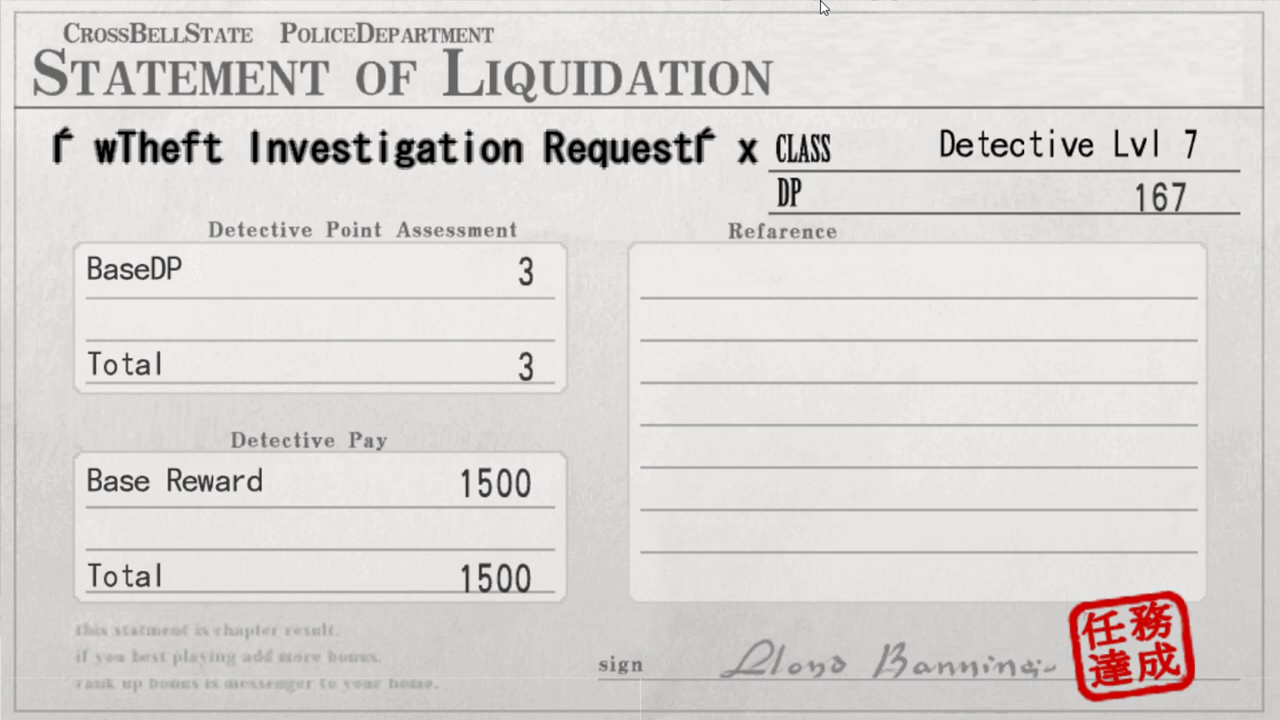 CROSSBELLSTATE POLICEDEPARTMENT
STATEMENT OF LIQUIDATION
ŕ wTheft Investigation Requestŕ x
CLASS Detective Lvl 7
DP 167
Detective Point Assessment
BaseDP 3
Total 3
Refarence
Detective Pay
Base Reward 1500
Total 1500
this statment is chapter result.
if you best playing add more bonus.
rank up bonus is messenger to your home.
sign Lloyd Bannings
任務
達成